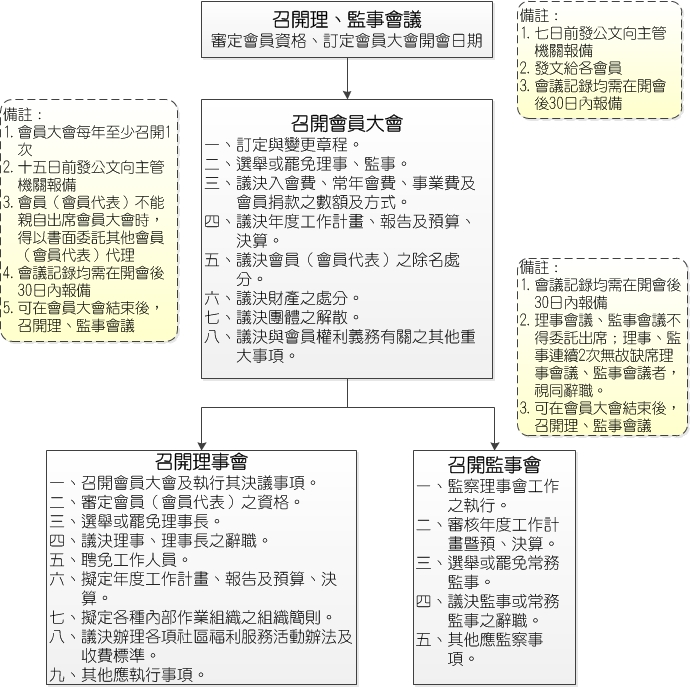 召開理、監事會議
審定會員資格、訂定會員大會開會日期
備註：
1. 七日前發公文向主管
機關報備
2. 發文給各會員
3. 會議記錄均需在開會
後30日內報備
備註：
1. 會員大會每年至少召開1
次
2. 十五日前發公文向主管
機關報備
3. 會員（會員代表）不能
親自出席會員大會時，
得以書面委託其他會員
（會員代表）代理
4. 會議記錄均需在開會後
30日內報備
5. 可在會員大會結束後，
召開理、監事會議
召開會員大會
一、訂定與變更章程。
二、選舉或罷免理事、監事。
三、議決入會費、常年會費、事業費及
會員捐款之數額及方式。
四、議決年度工作計畫、報告及預算、
決算。
五、議決會員（會員代表）之除名處
分。
六、議決財產之處分。
七、議決團體之解散。
八、議決與會員權利義務有關之其他重
大事項。
備註：
1. 會議記錄均需在開會後
30日內報備
2. 理事會議、監事會議不
得委託出席；理事、監
事連續2次無故缺席理
事會議、監事會議者，
視同辭職。
3. 可在會員大會結束後，
召開理、監事會議
召開理事會
一、召開會員大會及執行其決議事項。
二、審定會員（會員代表）之資格。
三、選舉或罷免理事長。
四、議決理事、理事長之辭職。
五、聘免工作人員。
六、擬定年度工作計畫、報告及預算、決
算。
七、擬定各種內部作業組織之組織簡則。
八、議決辦理各項社區福利服務活動辦法及
收費標準。
九、其他應執行事項。
召開監事會
一、監察理事會工作
之執行。
二、審核年度工作計
畫暨預、決算。
三、選舉或罷免常務
監事。
四、議決監事或常務
監事之辭職。
五、其他應監察事
項。